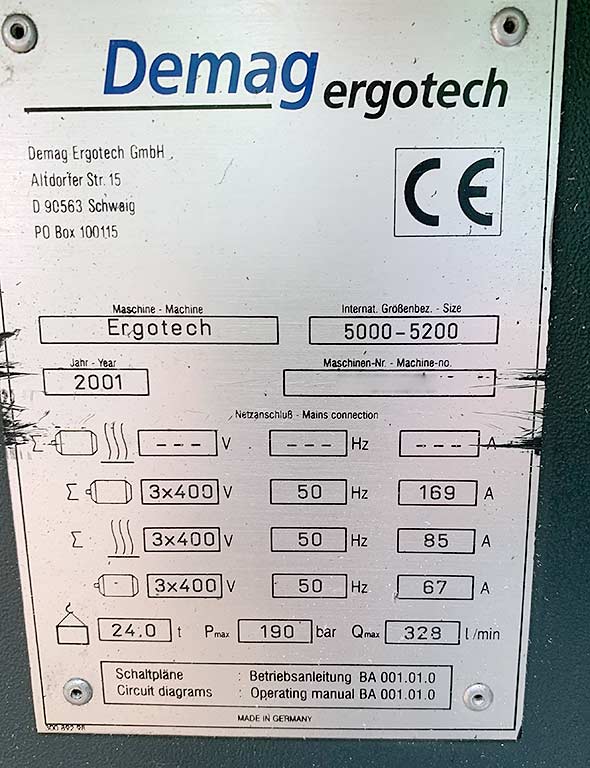 Demag ergotech
Demag Ergotech GmbH
Altdorfer Str. 15
D 90563 Schwaig
PO Box 100115
CE
Maschine - Machine
Ergotech
Internat. Größenbez. - Size
5000-5200
Jahr - Year
2001
Maschinen-Nr. - Machine-no.
Netzanschluß - Mains connection
Σ --- V --- Hz --- A
Σ 3x400 V 50 Hz 169 A
Σ 3x400 V 50 Hz 85 A
3x400 V 50 Hz 67 A
24.0 t Pmax 190 bar Qmax 328 l/min
Schaltpläne : Betriebsanleitung BA 001.01.0
Circuit diagrams : Operating manual BA 001.01.0
MADE IN GERMANY